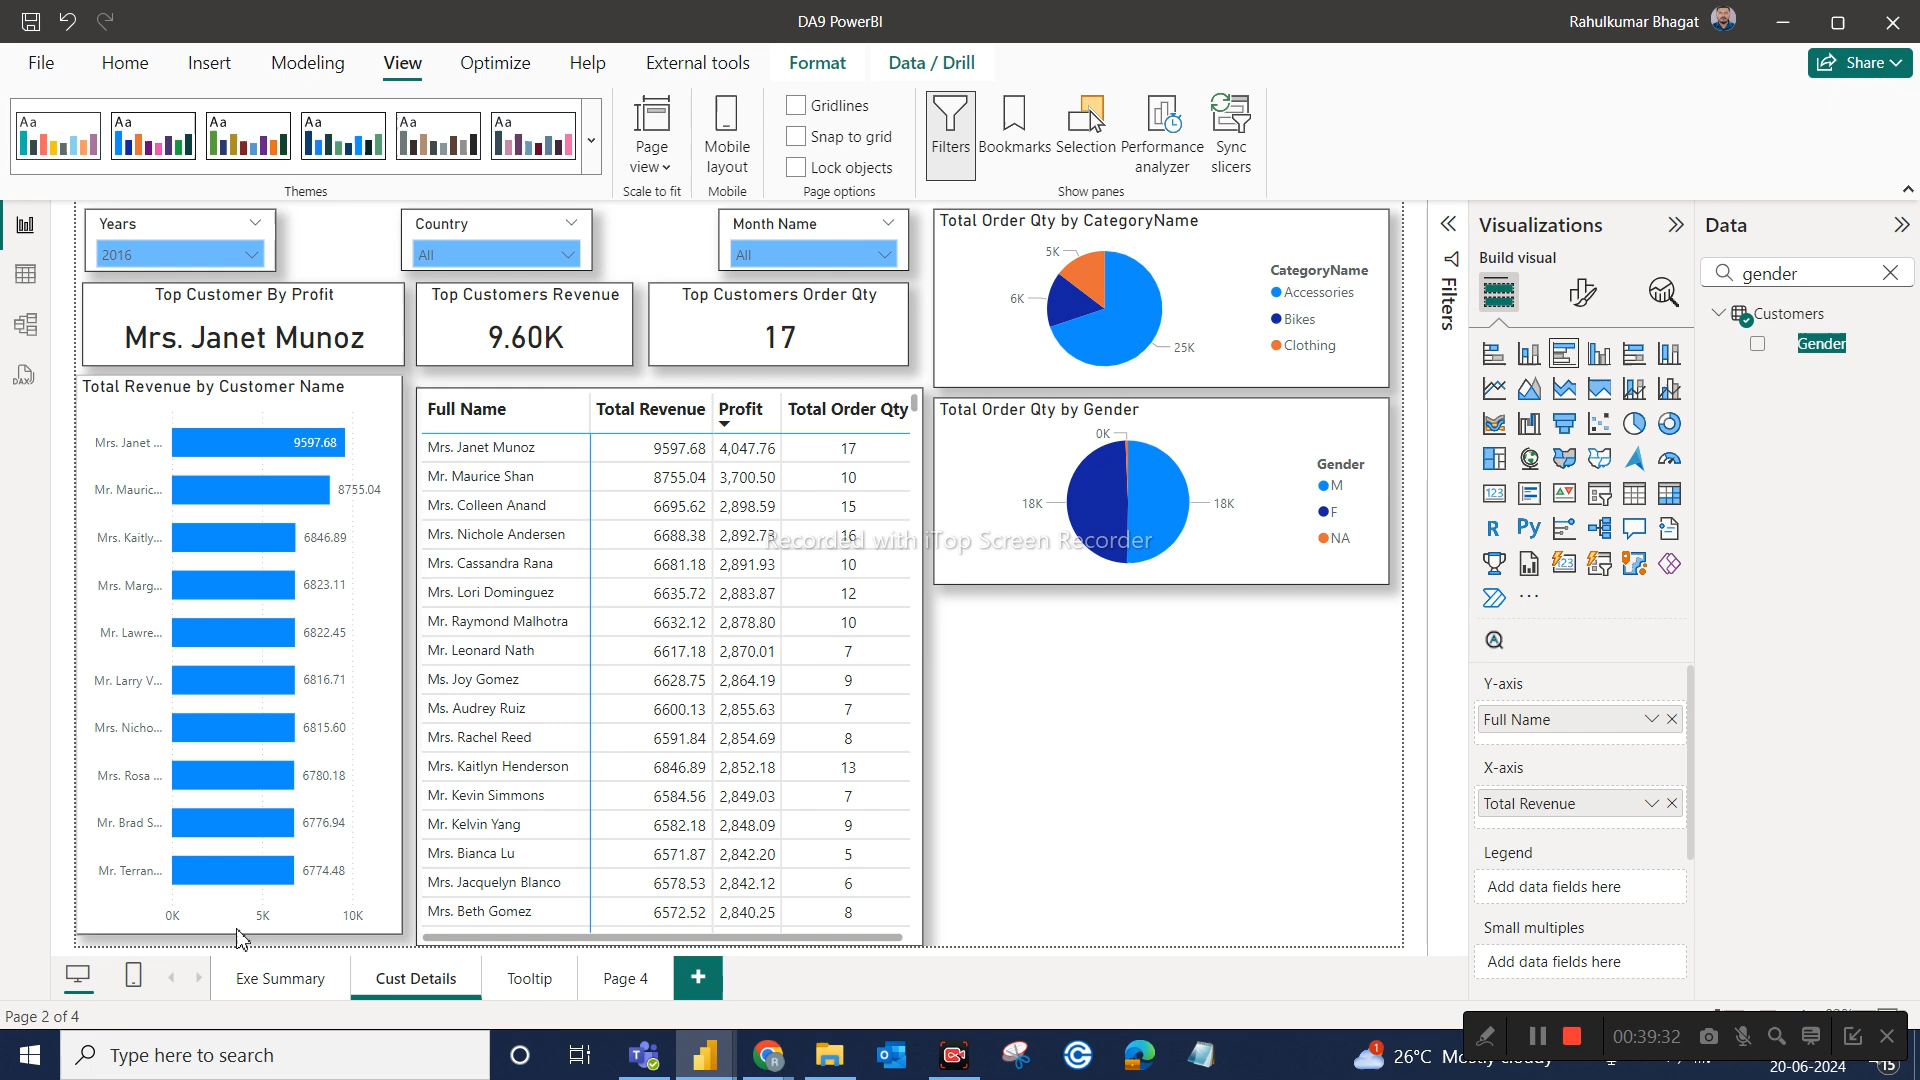 DA9 PowerBI
Rahulkumar Bhagat
File Home Insert Modeling View Optimize Help External tools Format Data / Drill
Share
Aa Aa Aa Aa Aa Aa
Themes
Page view
Scale to fit
Mobile layout
Mobile
Gridlines
Snap to grid
Lock objects
Page options
Filters
Bookmarks
Selection
Performance analyzer
Sync slicers
Show panes
Years
2016
Country
All
Month Name
All
Top Customer By Profit
Mrs. Janet Munoz
Top Customers Revenue
9.60K
Top Customers Order Qty
17
Total Revenue by Customer Name
Mrs. Janet ... 9597.68
Mr. Mauric... 8755.04
Mrs. Kaitly... 6846.89
Mrs. Marg... 6823.11
Mr. Lawre... 6822.45
Mr. Larry V... 6816.71
Mrs. Nicho... 6815.60
Mrs. Rosa ... 6780.18
Mr. Brad S... 6776.94
Mr. Terran... 6774.48
0K 5K 10K
Full Name Total Revenue Profit Total Order Qty
Mrs. Janet Munoz 9597.68 4,047.76 17
Mr. Maurice Shan 8755.04 3,700.50 10
Mrs. Colleen Anand 6695.62 2,898.59 15
Mrs. Nichole Andersen 6688.38 2,892.73 16
Mrs. Cassandra Rana 6681.18 2,891.93 10
Mrs. Lori Dominguez 6635.72 2,883.87 12
Mr. Raymond Malhotra 6632.12 2,878.80 10
Mr. Leonard Nath 6617.18 2,870.01 7
Ms. Joy Gomez 6628.75 2,864.19 9
Ms. Audrey Ruiz 6600.13 2,855.63 7
Mrs. Rachel Reed 6591.84 2,854.69 8
Mrs. Kaitlyn Henderson 6846.89 2,852.18 13
Mr. Kevin Simmons 6584.56 2,849.03 7
Mr. Kelvin Yang 6582.18 2,848.09 9
Mrs. Bianca Lu 6571.87 2,842.20 5
Mrs. Jacquelyn Blanco 6578.53 2,842.12 6
Mrs. Beth Gomez 6572.52 2,840.25 8
Total Order Qty by CategoryName
5K
6K
25K
CategoryName
Accessories
Bikes
Clothing
Total Order Qty by Gender
0K
18K
18K
Gender
M
F
NA
Recorded with iTop Screen Recorder
Filters
Visualizations
Build visual
123
R Py
123
Y-axis
Full Name
X-axis
Total Revenue
Legend
Add data fields here
Small multiples
Add data fields here
Data
gender
Customers
Gender
DAX
Exe Summary Cust Details Tooltip Page 4 +
Page 2 of 4
Type here to search
1
26°C
00:39:32
20-06-2024
15